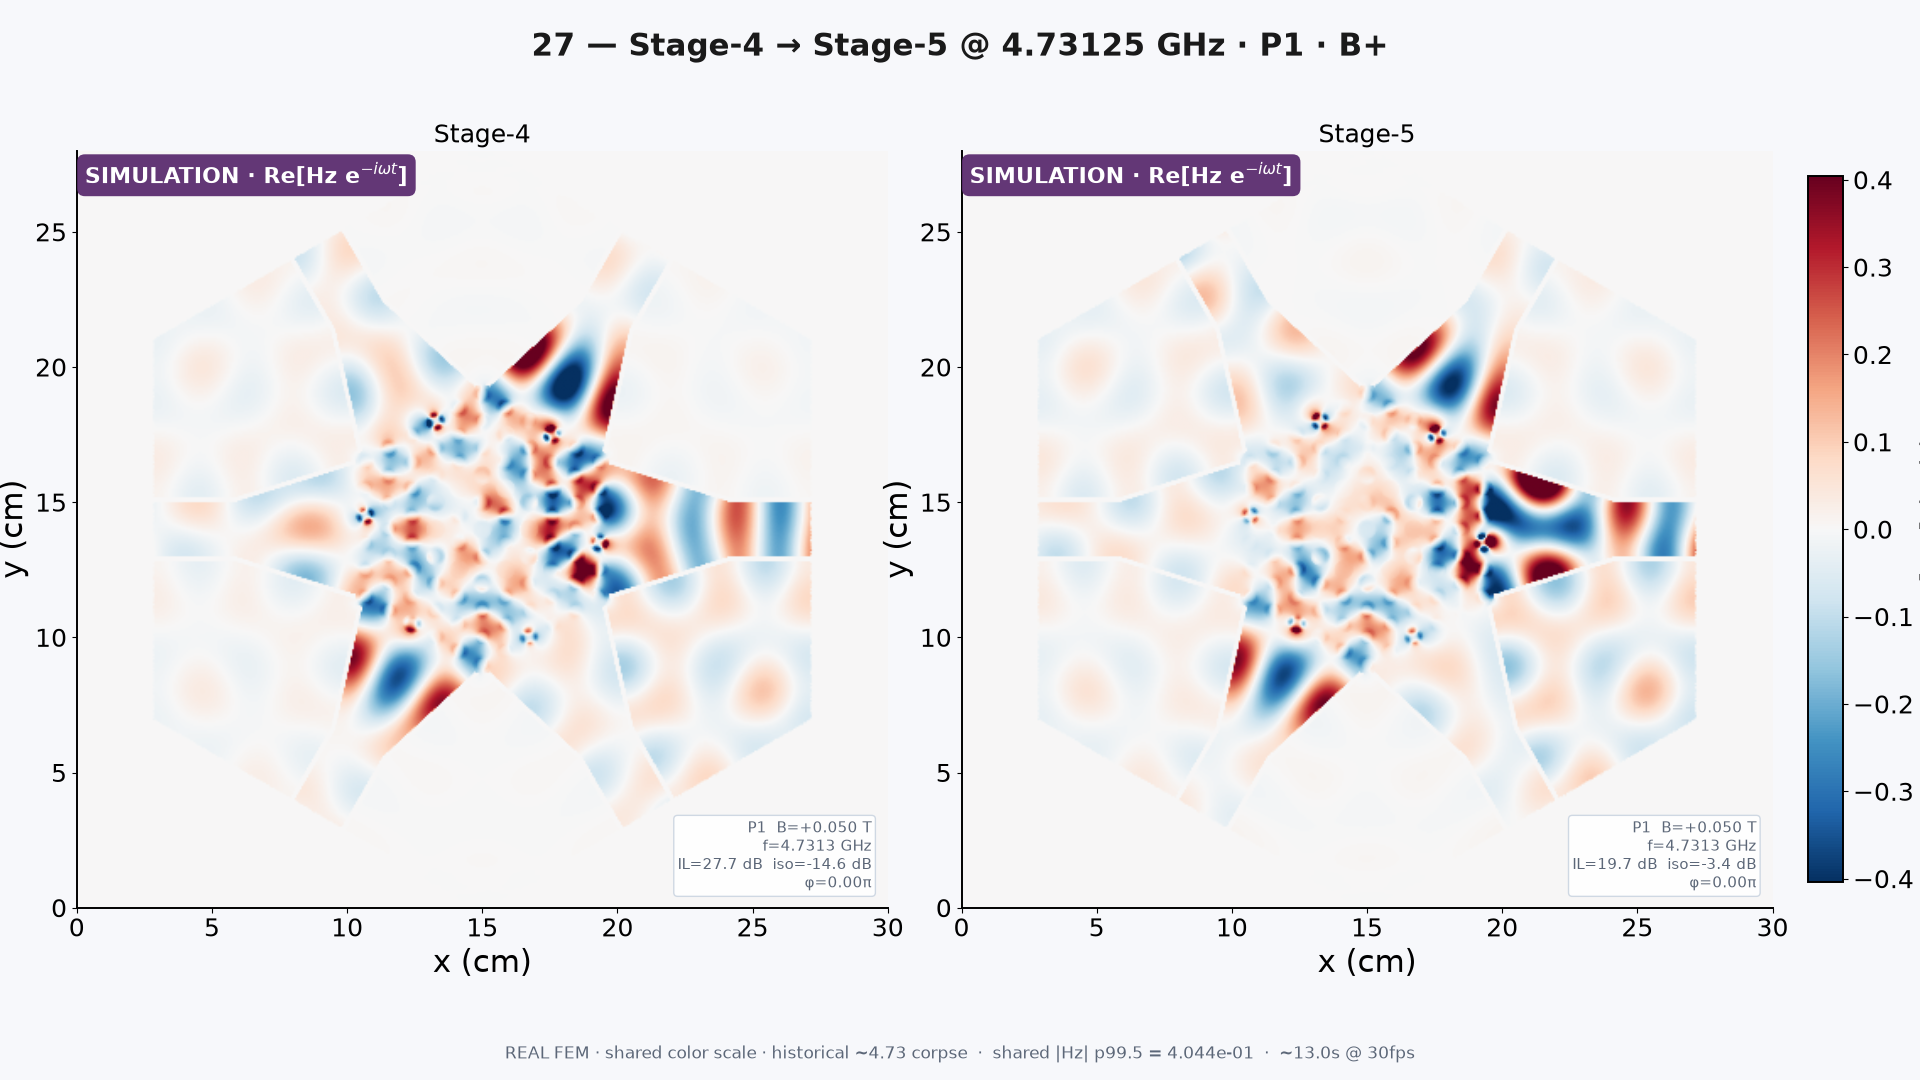 27 — Stage-4 → Stage-5 @ 4.73125 GHz · P1 · B+
Stage-4
SIMULATION · Re[Hz e^{−iωt}]
25
20
15
10
5
0
y (cm)
0 5 10 15 20 25 30
x (cm)
P1 B=+0.050 T
f=4.7313 GHz
IL=27.7 dB iso=-14.6 dB
φ=0.00π
Stage-5
SIMULATION · Re[Hz e^{−iωt}]
25
20
15
10
5
0
y (cm)
0 5 10 15 20 25 30
x (cm)
P1 B=+0.050 T
f=4.7313 GHz
IL=19.7 dB iso=-3.4 dB
φ=0.00π
0.4
0.3
0.2
0.1
0.0
−0.1
−0.2
−0.3
−0.4
REAL FEM · shared color scale · historical ~4.73 corpse · shared |Hz| p99.5 = 4.044e-01 · ~13.0s @ 30fps